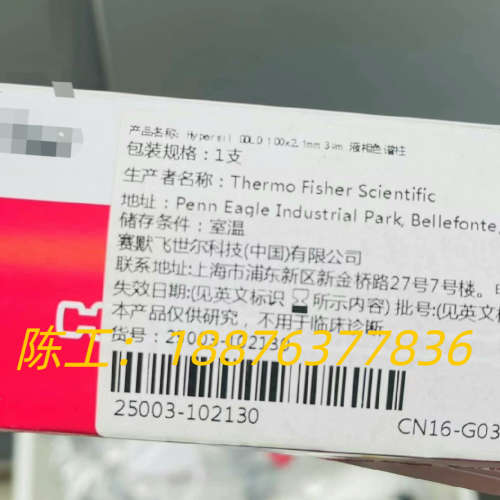 产品名称: Hypersil GOLD 100x2.1mm 3um 液相色谱柱
包装规格：1支
生产者名称：Thermo Fisher Scientific
地址：Penn Eagle Industrial Park, Bellefonte,
储存条件：室温
赛默飞世尔科技(中国)有限公司
联系地址:上海市浦东新区新金桥路27号7号楼。
失效日期:(见英文标识 所示内容) 批号:(见英文
本产品仅供研究，不用于临床诊断
货号：25003-102130
陈工：18876377836
25003-102130
CN16-G03